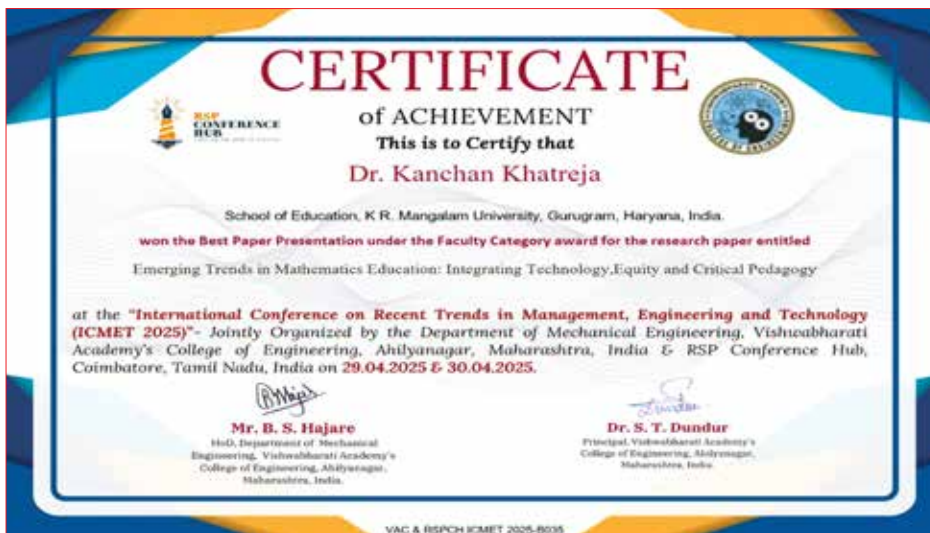 CERTIFICATE
of ACHIEVEMENT
RSP
CONFERENCE
HUB
This is to Certify that
Dr. Kanchan Khatreja
School of Education, K R. Mangalam University, Gurugram, Haryana, India.
won the Best Paper Presentation under the Faculty Category award for the research paper entitled
Emerging Trends in Mathematics Education: Integrating Technology,Equity and Critical Pedagogy
at the "International Conference on Recent Trends in Management, Engineering and Technology
(ICMET 2025)"- Jointly Organized by the Department of Mechanical Engineering, Vishwabharati
Academy's College of Engineering, Ahilyanagar, Maharashtra, India & RSP Conference Hub,
Coimbatore, Tamil Nadu, India on 29.04.2025 & 30.04.2025.
Mr. B. S. Hajare
HoD, Department of Mechanical
Engineering, Vishwabharati Academy's
College of Engineering, Ahilyanagar,
Maharashtra, India.
Dr. S. T. Dundur
Principal, Vishwabharati Academy's
College of Engineering, Ahilyanagar,
Maharashtra, India.
VAC & RSPCH ICMET 2025-B035